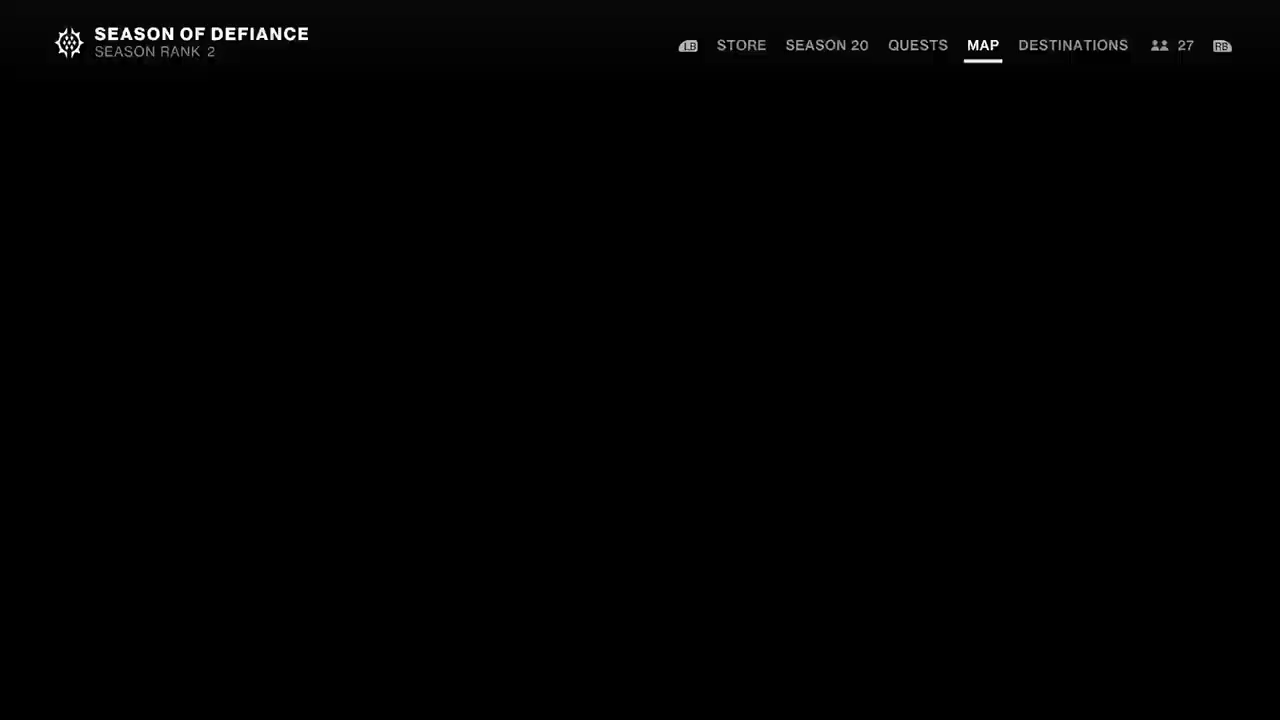 SEASON OF DEFIANCE
SEASON RANK 2
LB STORE SEASON 20 QUESTS MAP DESTINATIONS 27 RB